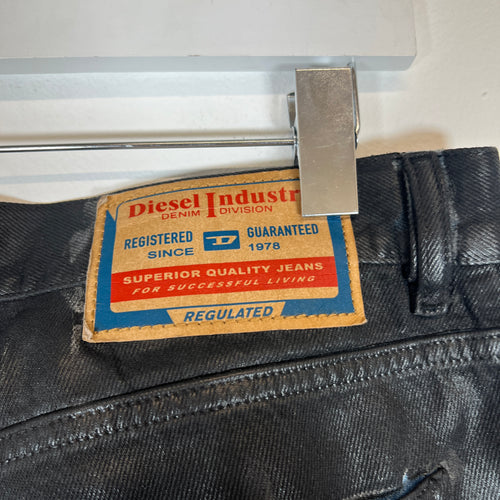 Diesel Industr
DENIM DIVISION
REGISTERED D GUARANTEED
SINCE 1978
SUPERIOR QUALITY JEANS
FOR SUCCESSFUL LIVING
REGULATED